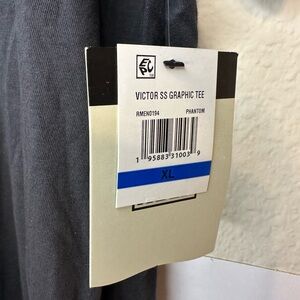 VICTOR SS GRAPHIC TEE
RMEN0194 PHANTOM
1 95883 31003 9
XL